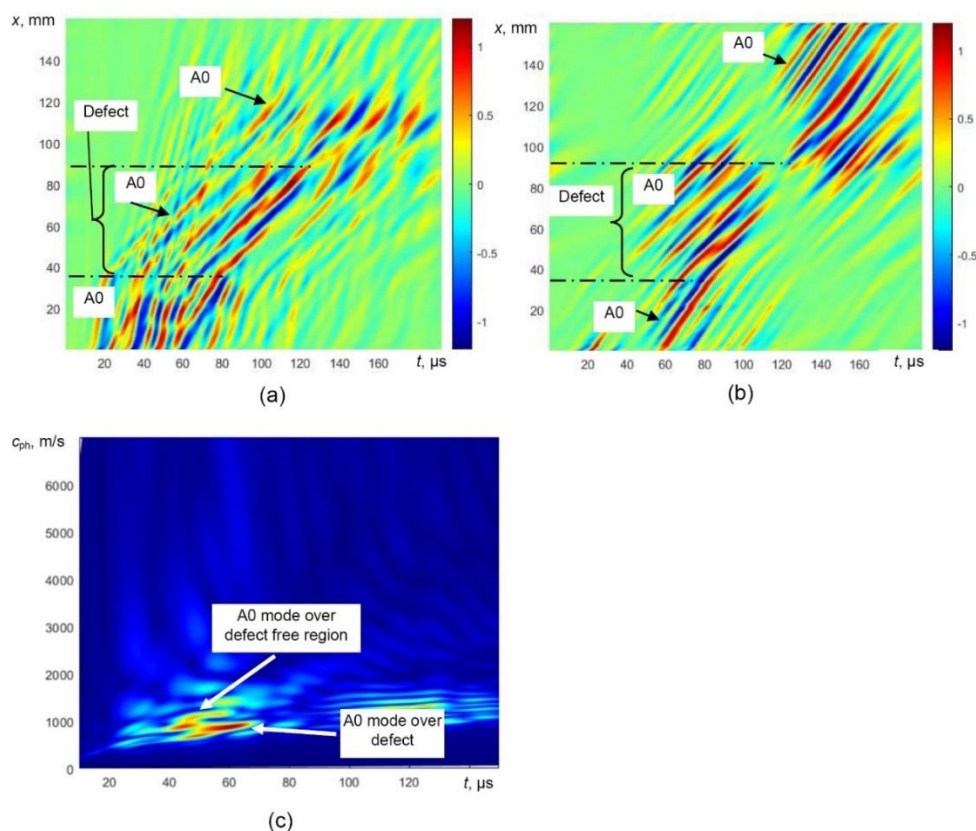 x, mm
160
140
120
100
80
60
40
20
A0
Defect
A0
A0
20 40 60 80 100 120 140 160 t, µs
1
0.5
0
-0.5
-1
(a)
x, mm
160
140
120
100
80
60
40
20
A0
A0
Defect
A0
20 40 60 80 100 120 140 160 t, µs
1
0.5
0
-0.5
-1
(b)
cph, m/s
6000
5000
4000
3000
2000
1000
0
A0 mode over
defect free region
A0 mode over
defect
20 40 60 80 100 120 t, µs
(c)